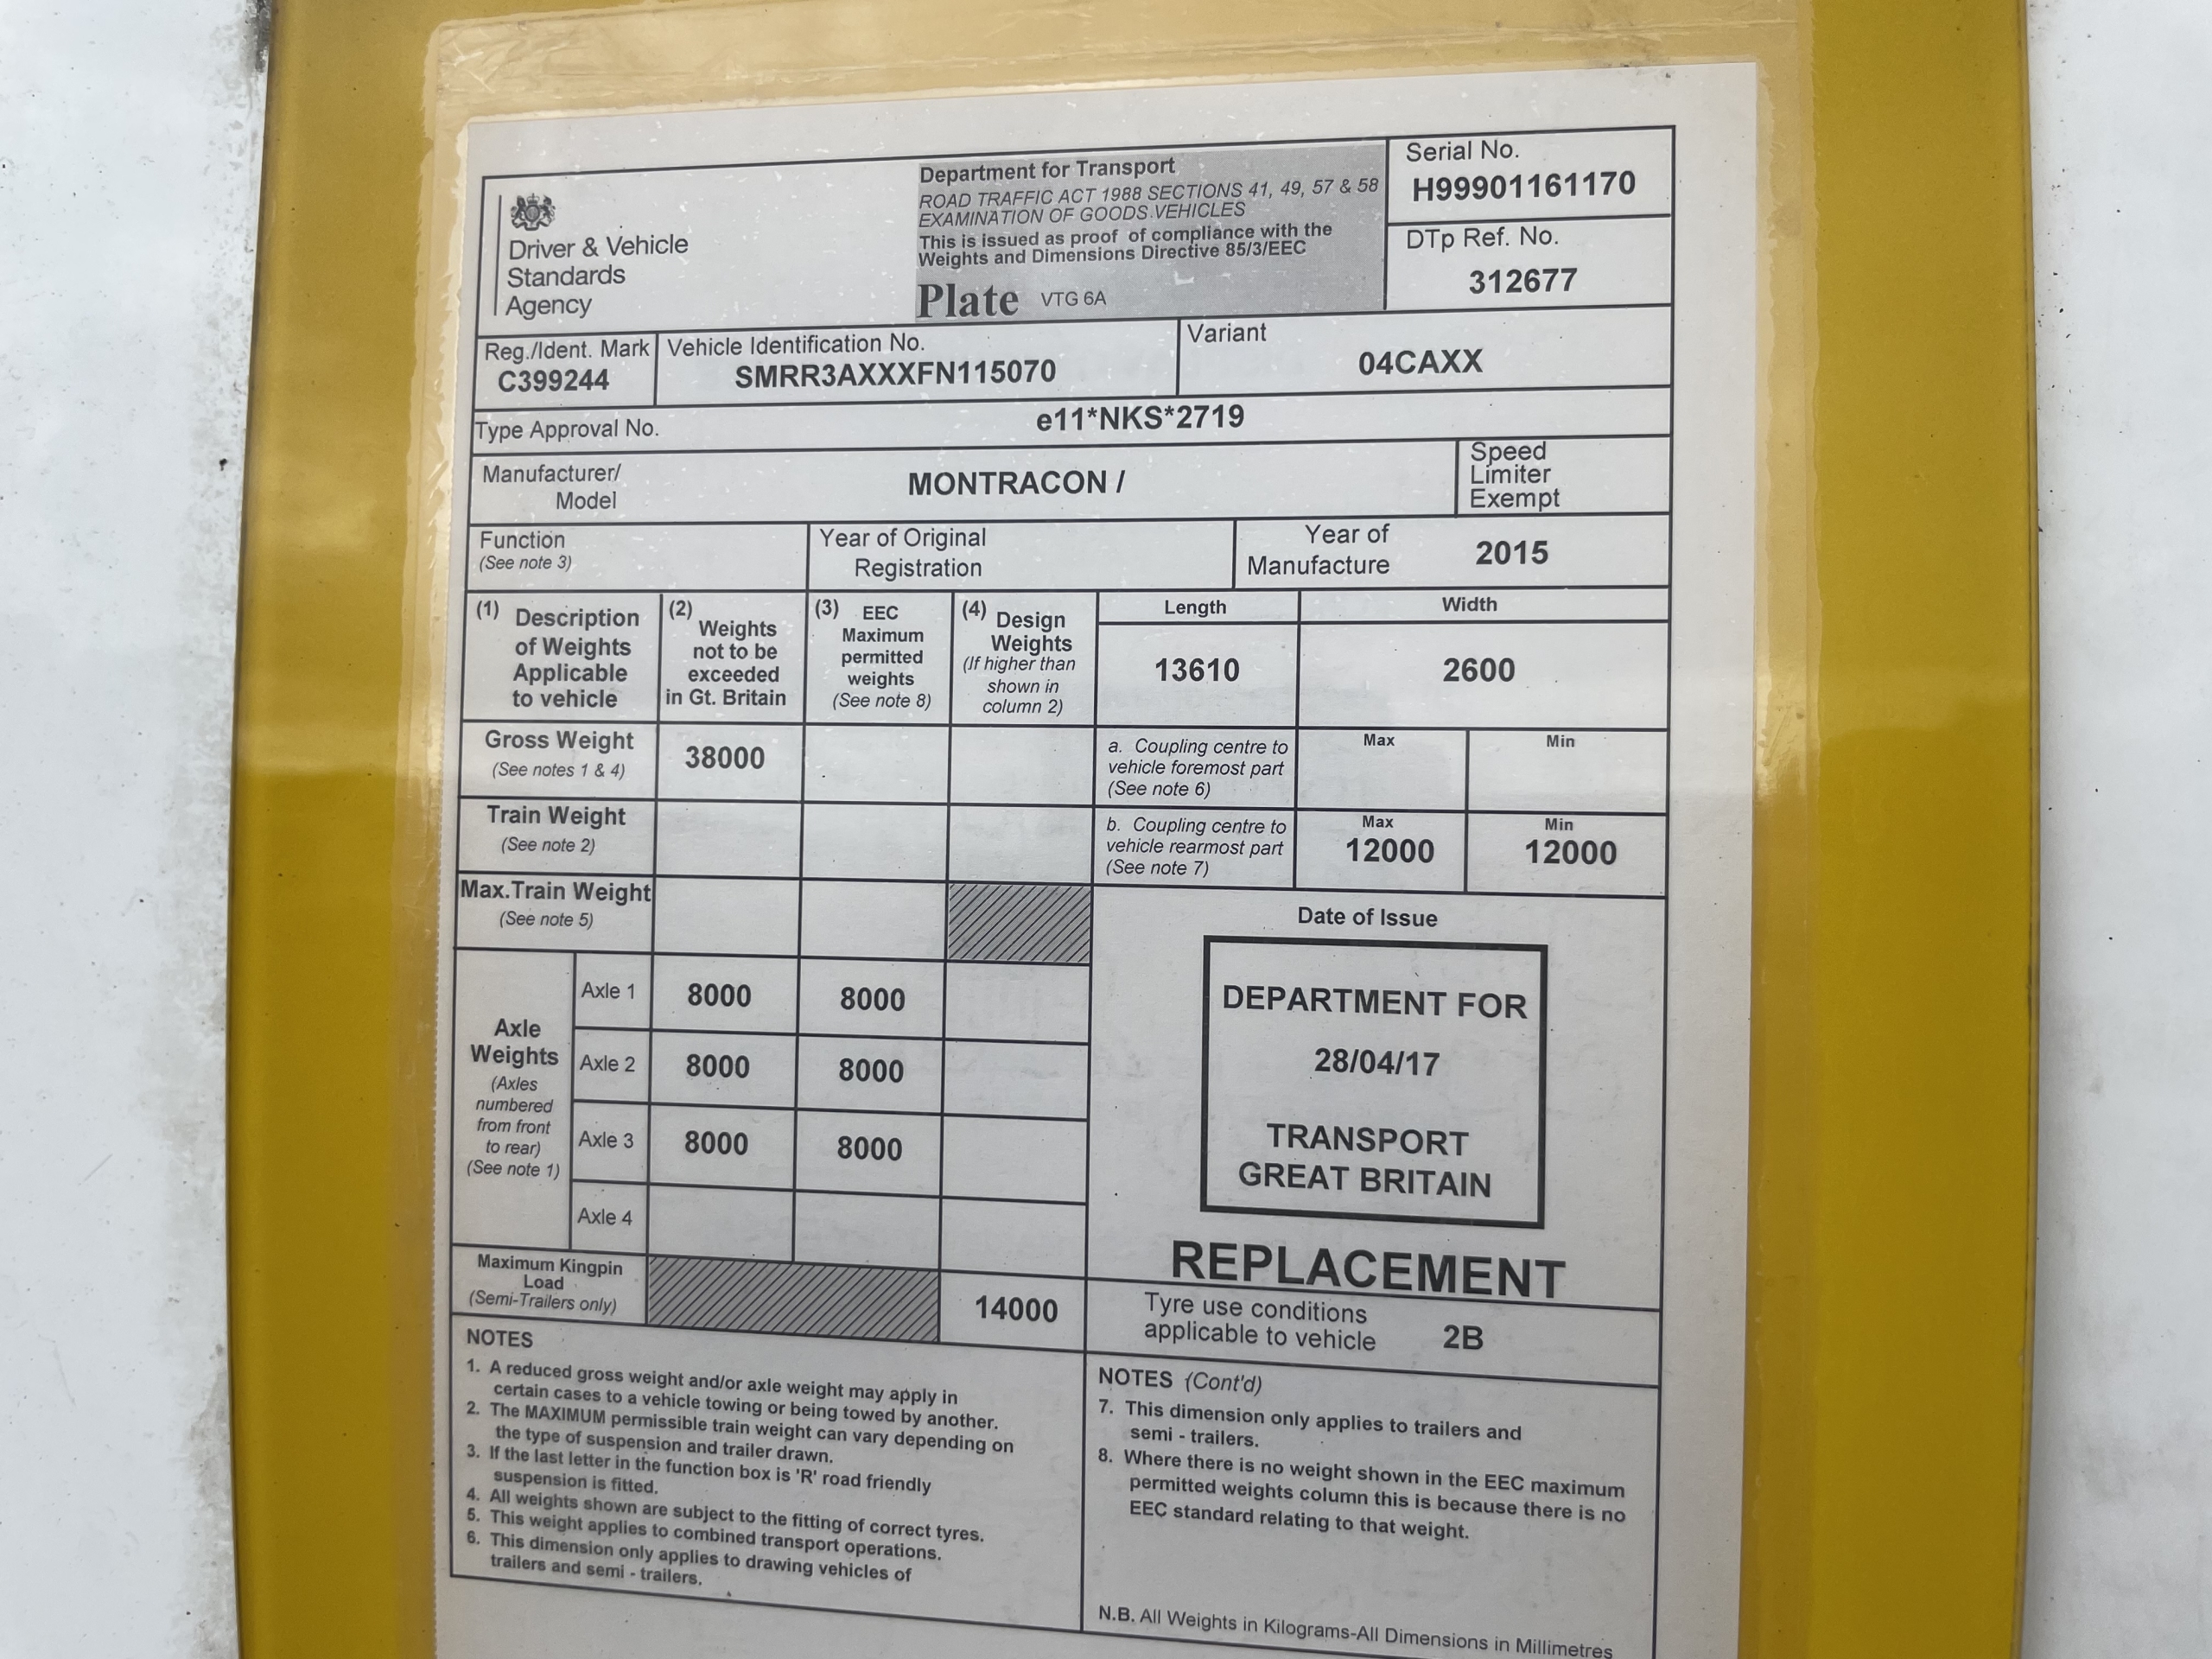 Driver & Vehicle
Standards
Agency
Department for Transport
ROAD TRAFFIC ACT 1988 SECTIONS 41, 49, 57 & 58
EXAMINATION OF GOODS VEHICLES
This is issued as proof of compliance with the
Weights and Dimensions Directive 85/3/EEC
Plate VTG 6A
Serial No.
H99901161170
DTp Ref. No.
312677
Reg./Ident. Mark
C399244
Vehicle Identification No.
SMRR3AXXXFN115070
Variant
04CAXX
Type Approval No.
e11*NKS*2719
Manufacturer/
Model
MONTRACON /
Speed
Limiter
Exempt
Function
(See note 3)
Year of Original
Registration
Year of
Manufacture
2015
(1) Description
of Weights
Applicable
to vehicle
(2) Weights
not to be
exceeded
in Gt. Britain
(3) EEC
Maximum
permitted
weights
(See note 8)
(4) Design
Weights
(If higher than
shown in
column 2)
Length
13610
Width
2600
Gross Weight
(See notes 1 & 4)
38000
a. Coupling centre to
vehicle foremost part
(See note 6)
Max
Min
Train Weight
(See note 2)
b. Coupling centre to
vehicle rearmost part
(See note 7)
Max
12000
Min
12000
Max.Train Weight
(See note 5)
Axle
Weights
(Axles
numbered
from front
to rear)
(See note 1)
Axle 1 8000 8000
Axle 2 8000 8000
Axle 3 8000 8000
Axle 4
Date of Issue
DEPARTMENT FOR
28/04/17
TRANSPORT
GREAT BRITAIN
REPLACEMENT
Maximum Kingpin
Load
(Semi-Trailers only)
14000
Tyre use conditions
applicable to vehicle
2B
NOTES
1. A reduced gross weight and/or axle weight may apply in
certain cases to a vehicle towing or being towed by another.
2. The MAXIMUM permissible train weight can vary depending on
the type of suspension and trailer drawn.
3. If the last letter in the function box is 'R' road friendly
suspension is fitted.
4. All weights shown are subject to the fitting of correct tyres.
5. This weight applies to combined transport operations.
6. This dimension only applies to drawing vehicles of
trailers and semi - trailers.
NOTES (Cont'd)
7. This dimension only applies to trailers and
semi - trailers.
8. Where there is no weight shown in the EEC maximum
permitted weights column this is because there is no
EEC standard relating to that weight.
N.B. All Weights in Kilograms-All Dimensions in Millimetres